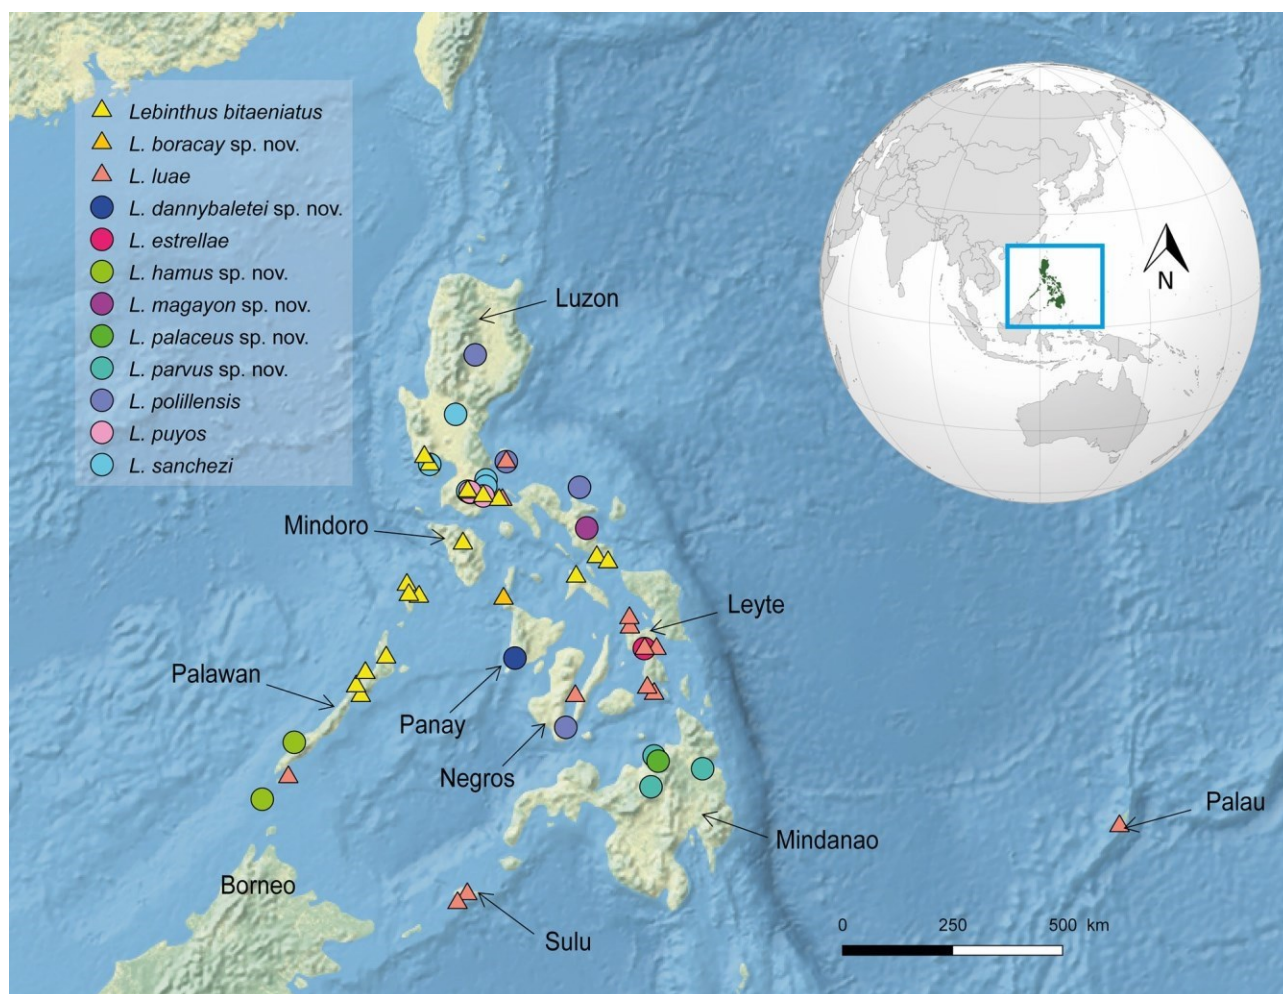 Lebinthus bitaeniatus
L. boracay sp. nov.
L. luae
L. dannybaletei sp. nov.
L. estrellae
L. hamus sp. nov.
L. magayon sp. nov.
L. palaceus sp. nov.
L. parvus sp. nov.
L. polillensis
L. puyos
L. sanchezi
N
Luzon
Mindoro
Leyte
Palawan
Panay
Negros
Palau
Mindanao
Borneo
Sulu
0 250 500 km